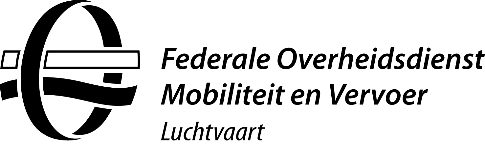 Federale Overheidsdienst
Mobiliteit en Vervoer
Luchtvaart